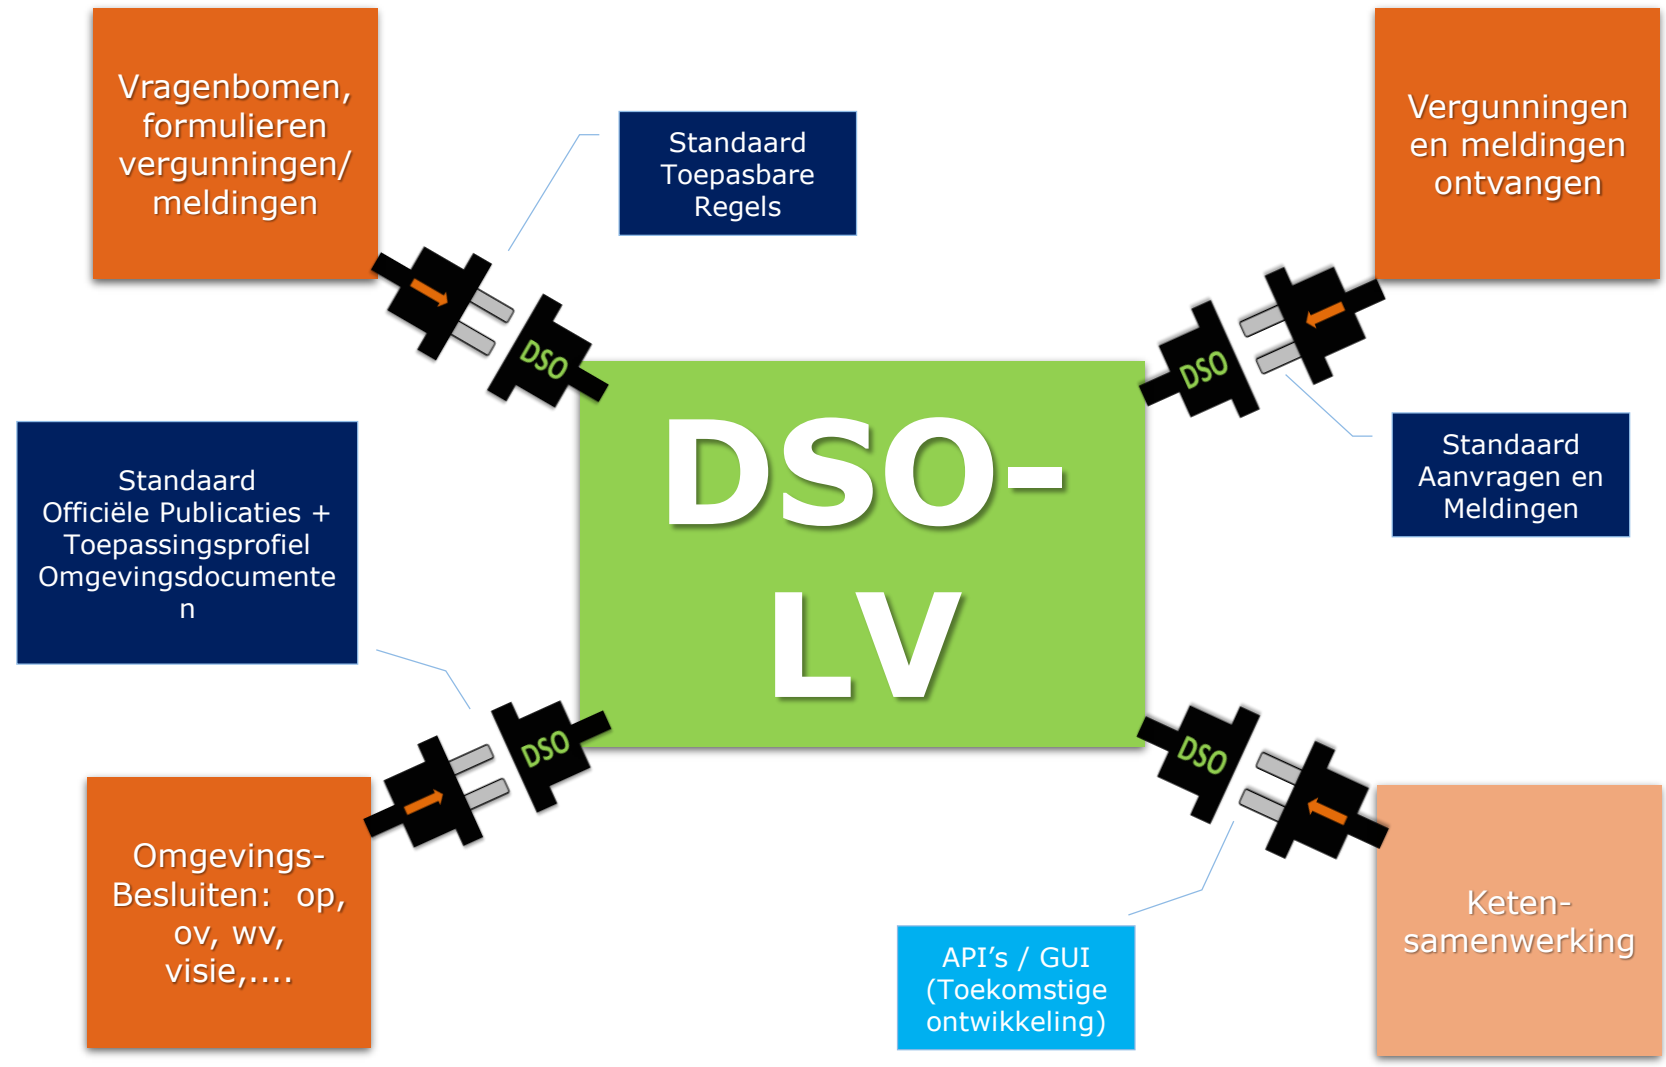 Vragenbomen,
formulieren
vergunningen/
meldingen
Standaard
Toepasbare
Regels
Vergunningen
en meldingen
ontvangen
DSO
DSO
Standaard
Officiële Publicaties +
Toepassingsprofiel
Omgevingsdocumente
n
DSO-
LV
Standaard
Aanvragen en
Meldingen
DSO
DSO
Omgevings-
Besluiten:  op,
ov, wv,
visie,....
API's / GUI
(Toekomstige
ontwikkeling)
Keten-
samenwerking